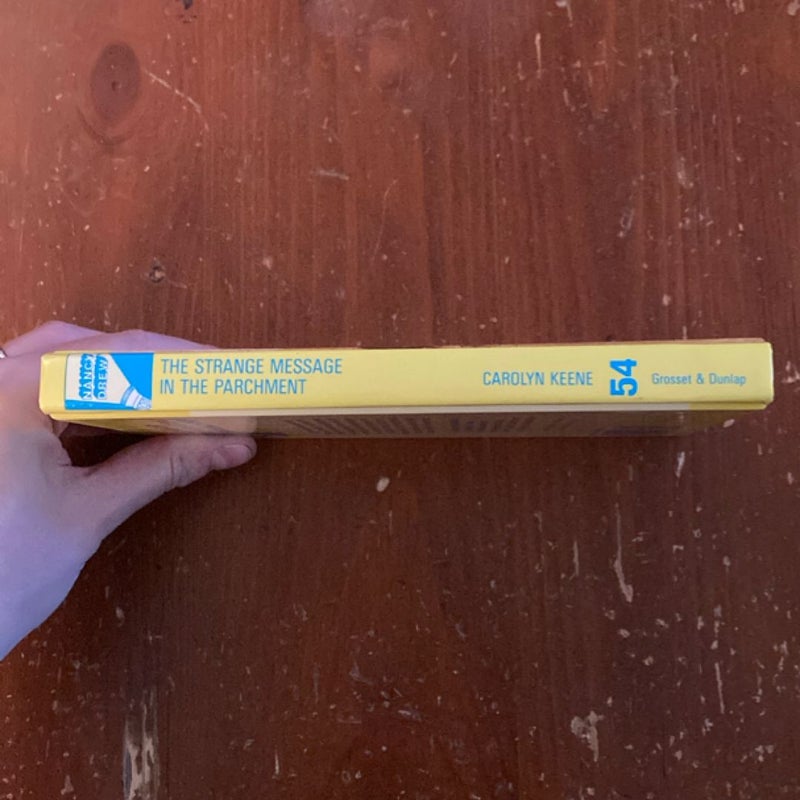 NANCY
DREW
THE STRANGE MESSAGE
IN THE PARCHMENT
CAROLYN KEENE
54
Grosset & Dunlap